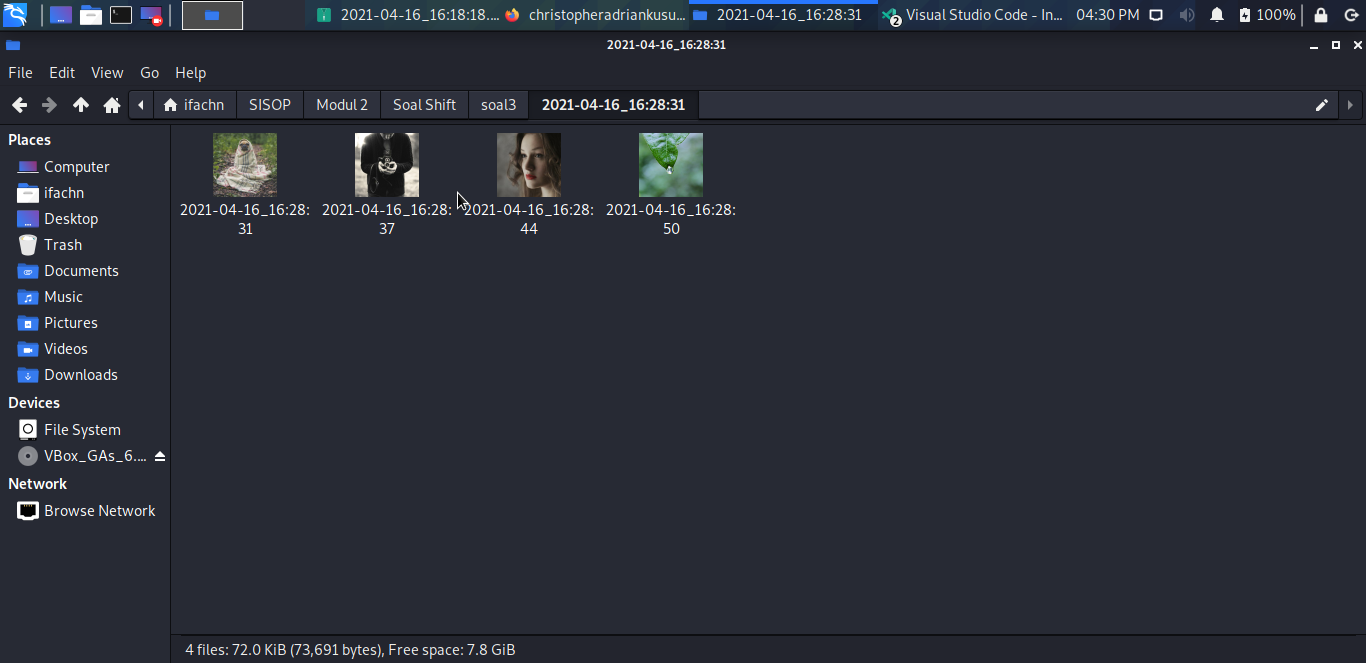 2021-04-16_16:18:18....
christopheradriankusu...
2021-04-16_16:28:31
2
Visual Studio Code - In...
04:30 PM
100%
2021-04-16_16:28:31
File Edit View Go Help
ifachn SISOP Modul 2 Soal Shift soal3 2021-04-16_16:28:31
Places
Computer
ifachn
Desktop
Trash
Documents
Music
Pictures
Videos
Downloads
Devices
File System
VBox_GAs_6....
Network
Browse Network
2021-04-16_16:28:
31
2021-04-16_16:28:
37
2021-04-16_16:28:
44
2021-04-16_16:28:
50
4 files: 72.0 KiB (73,691 bytes), Free space: 7.8 GiB